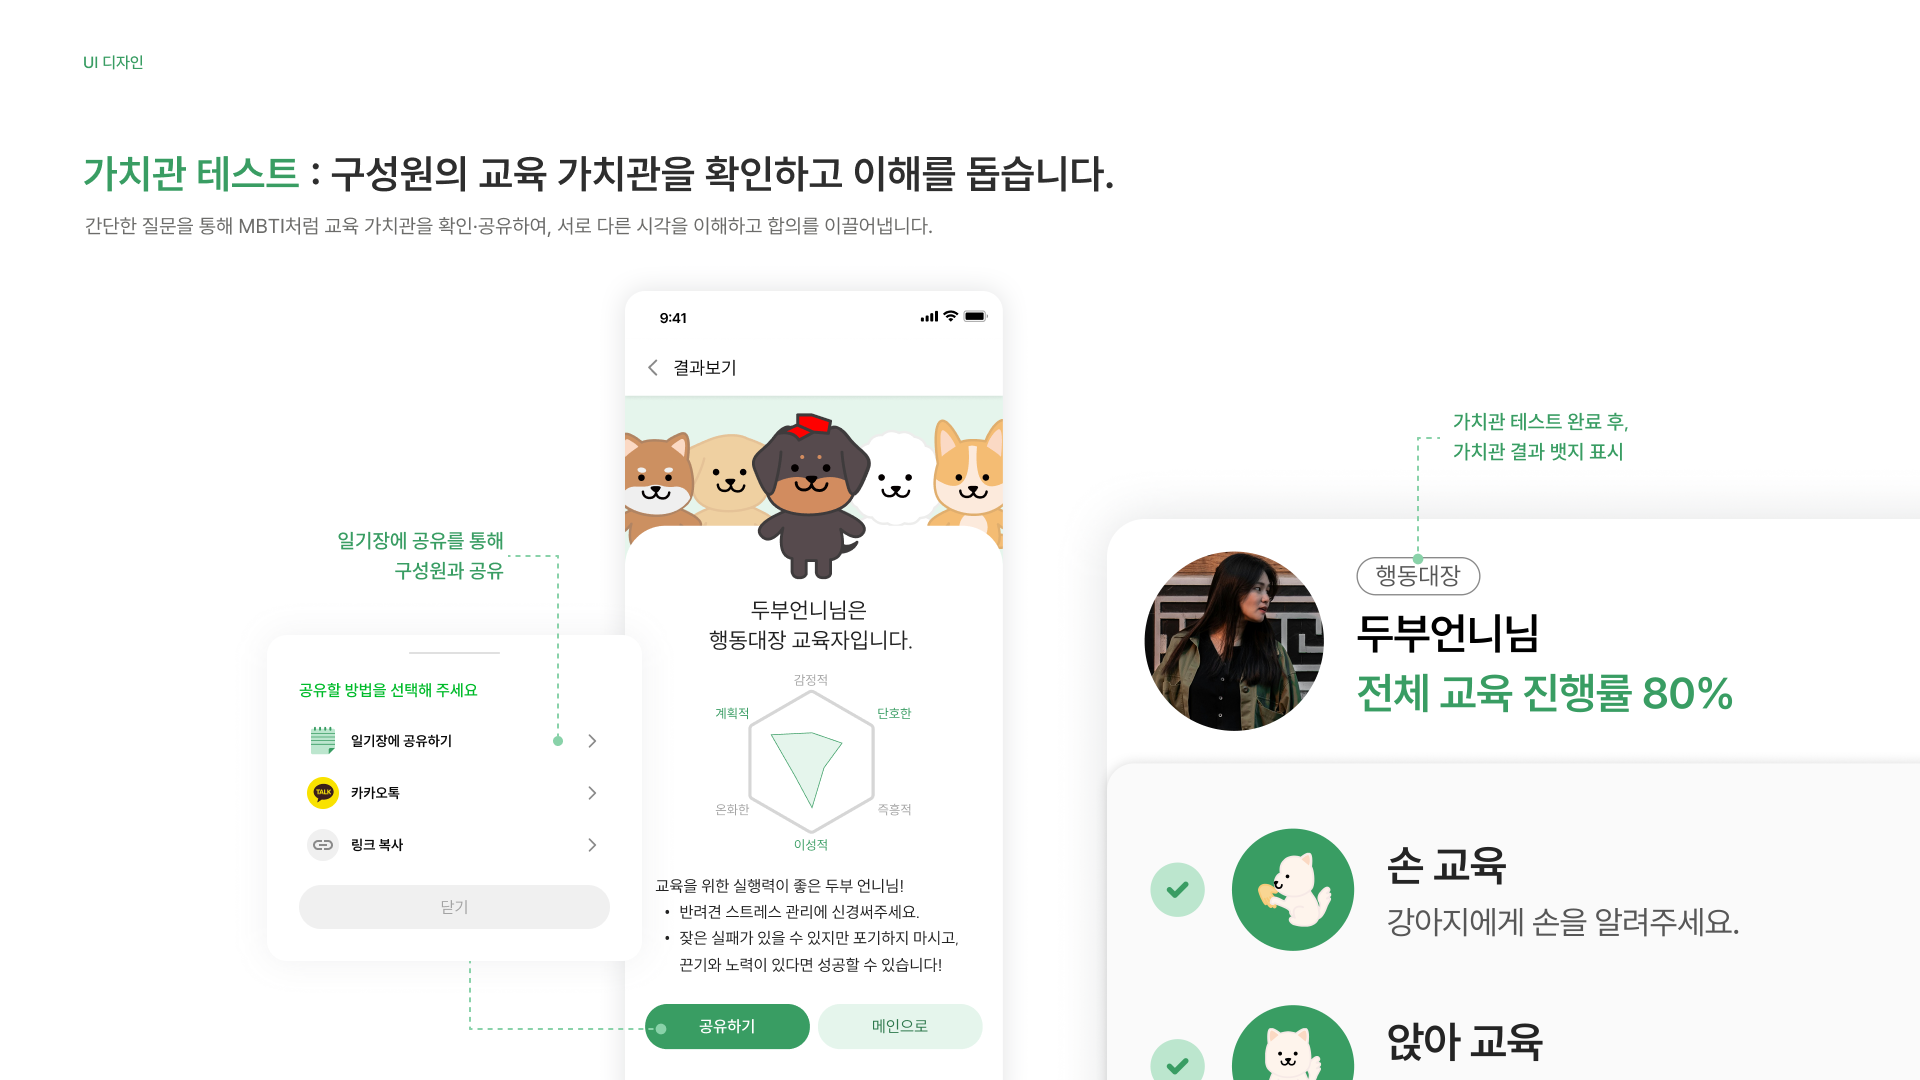 UI 디자인
가치관 테스트 : 구성원의 교육 가치관을 확인하고 이해를 돕습니다.
간단한 질문을 통해 MBTI처럼 교육 가치관을 확인·공유하여, 서로 다른 시각을 이해하고 합의를 이끌어냅니다.
일기장에 공유를 통해
구성원과 공유
공유할 방법을 선택해 주세요
일기장에 공유하기
TALK
카카오톡
링크 복사
닫기
9:41
결과보기
두부언니님은
행동대장 교육자입니다.
감정적
계획적
단호한
온화한
즉흥적
이성적
교육을 위한 실행력이 좋은 두부 언니님!
• 반려견 스트레스 관리에 신경써주세요.
• 잦은 실패가 있을 수 있지만 포기하지 마시고,
끈기와 노력이 있다면 성공할 수 있습니다!
공유하기
메인으로
가치관 테스트 완료 후,
가치관 결과 뱃지 표시
행동대장
두부언니님
전체 교육 진행률 80%
손 교육
강아지에게 손을 알려주세요.
앉아 교육